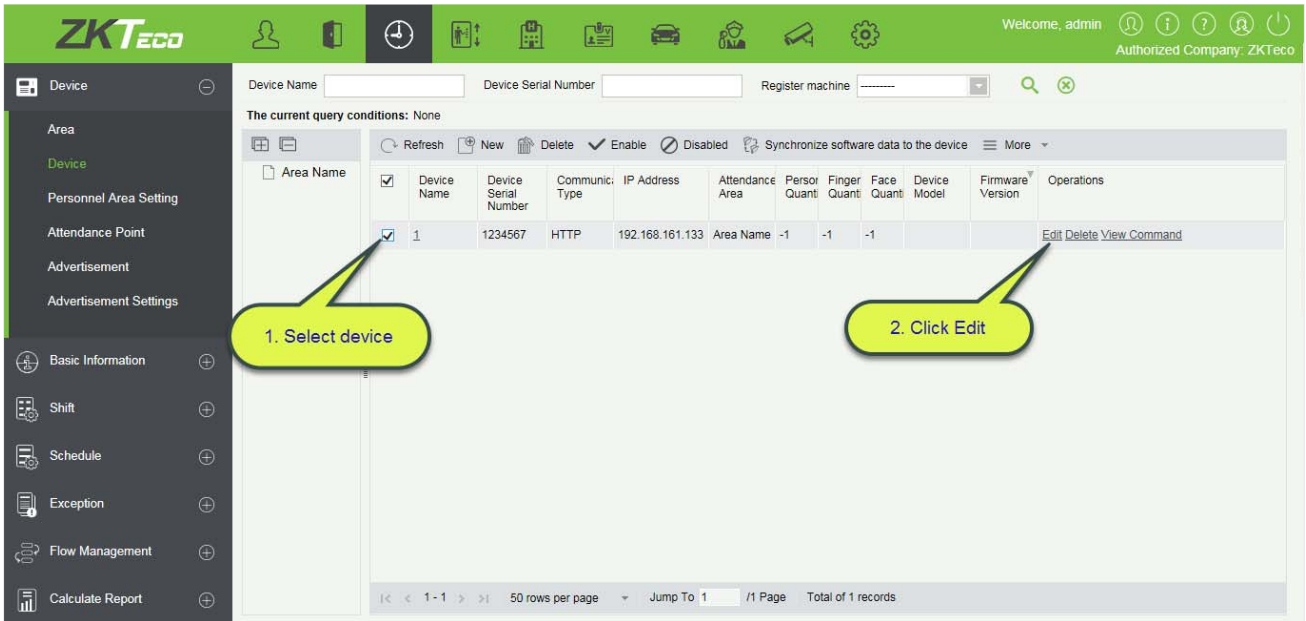 ZKTeco
Welcome, admin
Authorized Company: ZKTeco
Device
Area
Device
Personnel Area Setting
Attendance Point
Advertisement
Advertisement Settings
Basic Information
Shift
Schedule
Exception
Flow Management
Calculate Report
Device Name
Device Serial Number
Register machine
---------
The current query conditions: None
Refresh New Delete Enable Disabled Synchronize software data to the device More
Area Name
Device Name
Device Serial Number
Communica Type
IP Address
Attendance Area
Person Quanti
Finger Quanti
Face Quanti
Device Model
Firmware Version
Operations
1 1234567 HTTP 192.168.161.133 Area Name -1 -1 -1 Edit Delete View Command
1. Select device
2. Click Edit
1 - 1 50 rows per page Jump To 1 /1 Page Total of 1 records